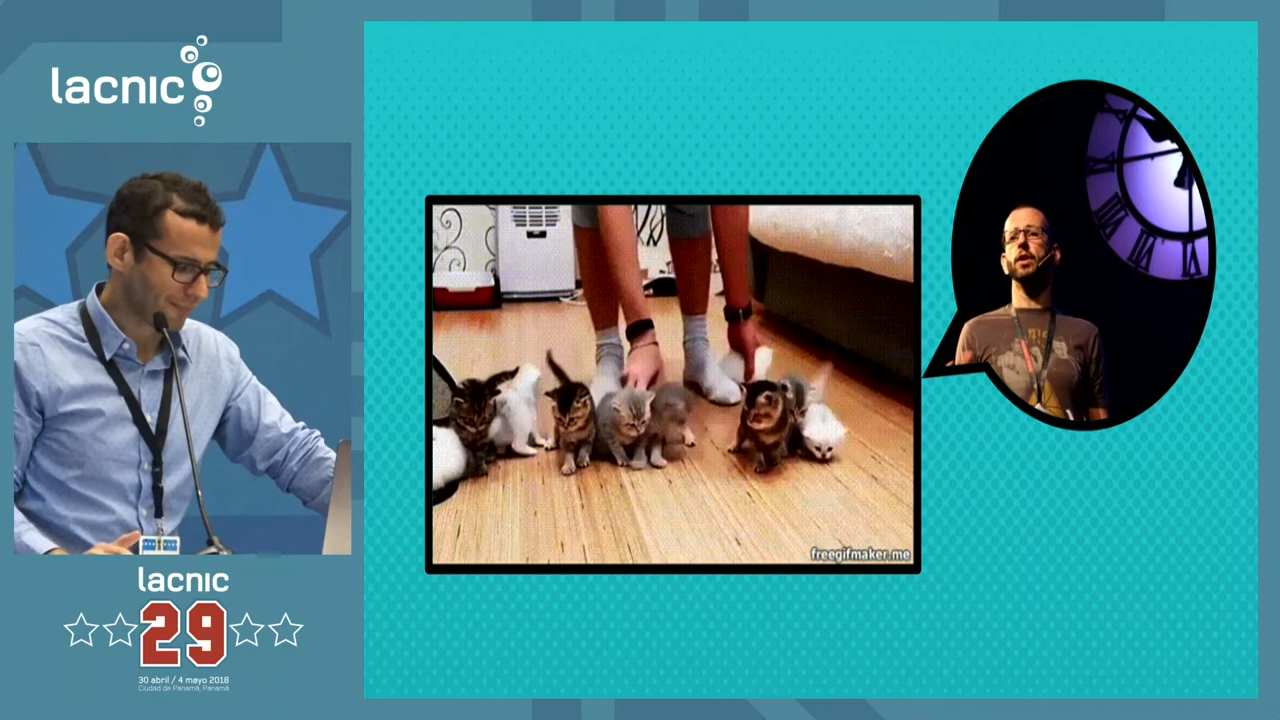 lacnic
lacnic
29
30 abril / 4 mayo 2018
Ciudad de Panamá, Panamá
freegifmaker.me